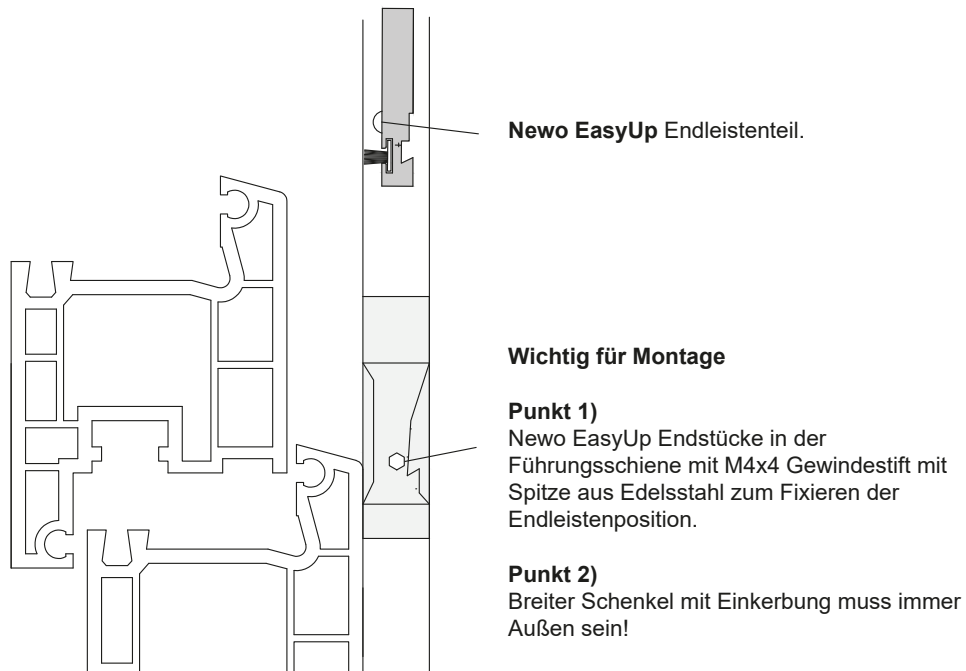 Newo EasyUp Endleistenteil.
Wichtig für Montage
Punkt 1)
Newo EasyUp Endstücke in der
Führungsschiene mit M4x4 Gewindestift mit
Spitze aus Edelsstahl zum Fixieren der
Endleistenposition.
Punkt 2)
Breiter Schenkel mit Einkerbung muss immer
Außen sein!